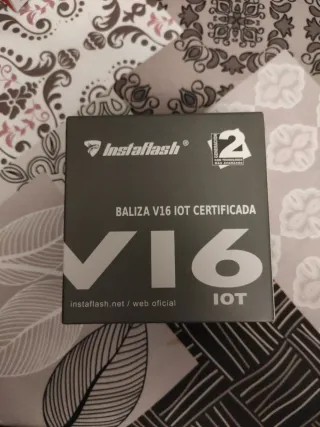 Instaflash ®
2
BALIZA V16 IOT CERTIFICADA
V16
IOT
instaflash.net / web oficial